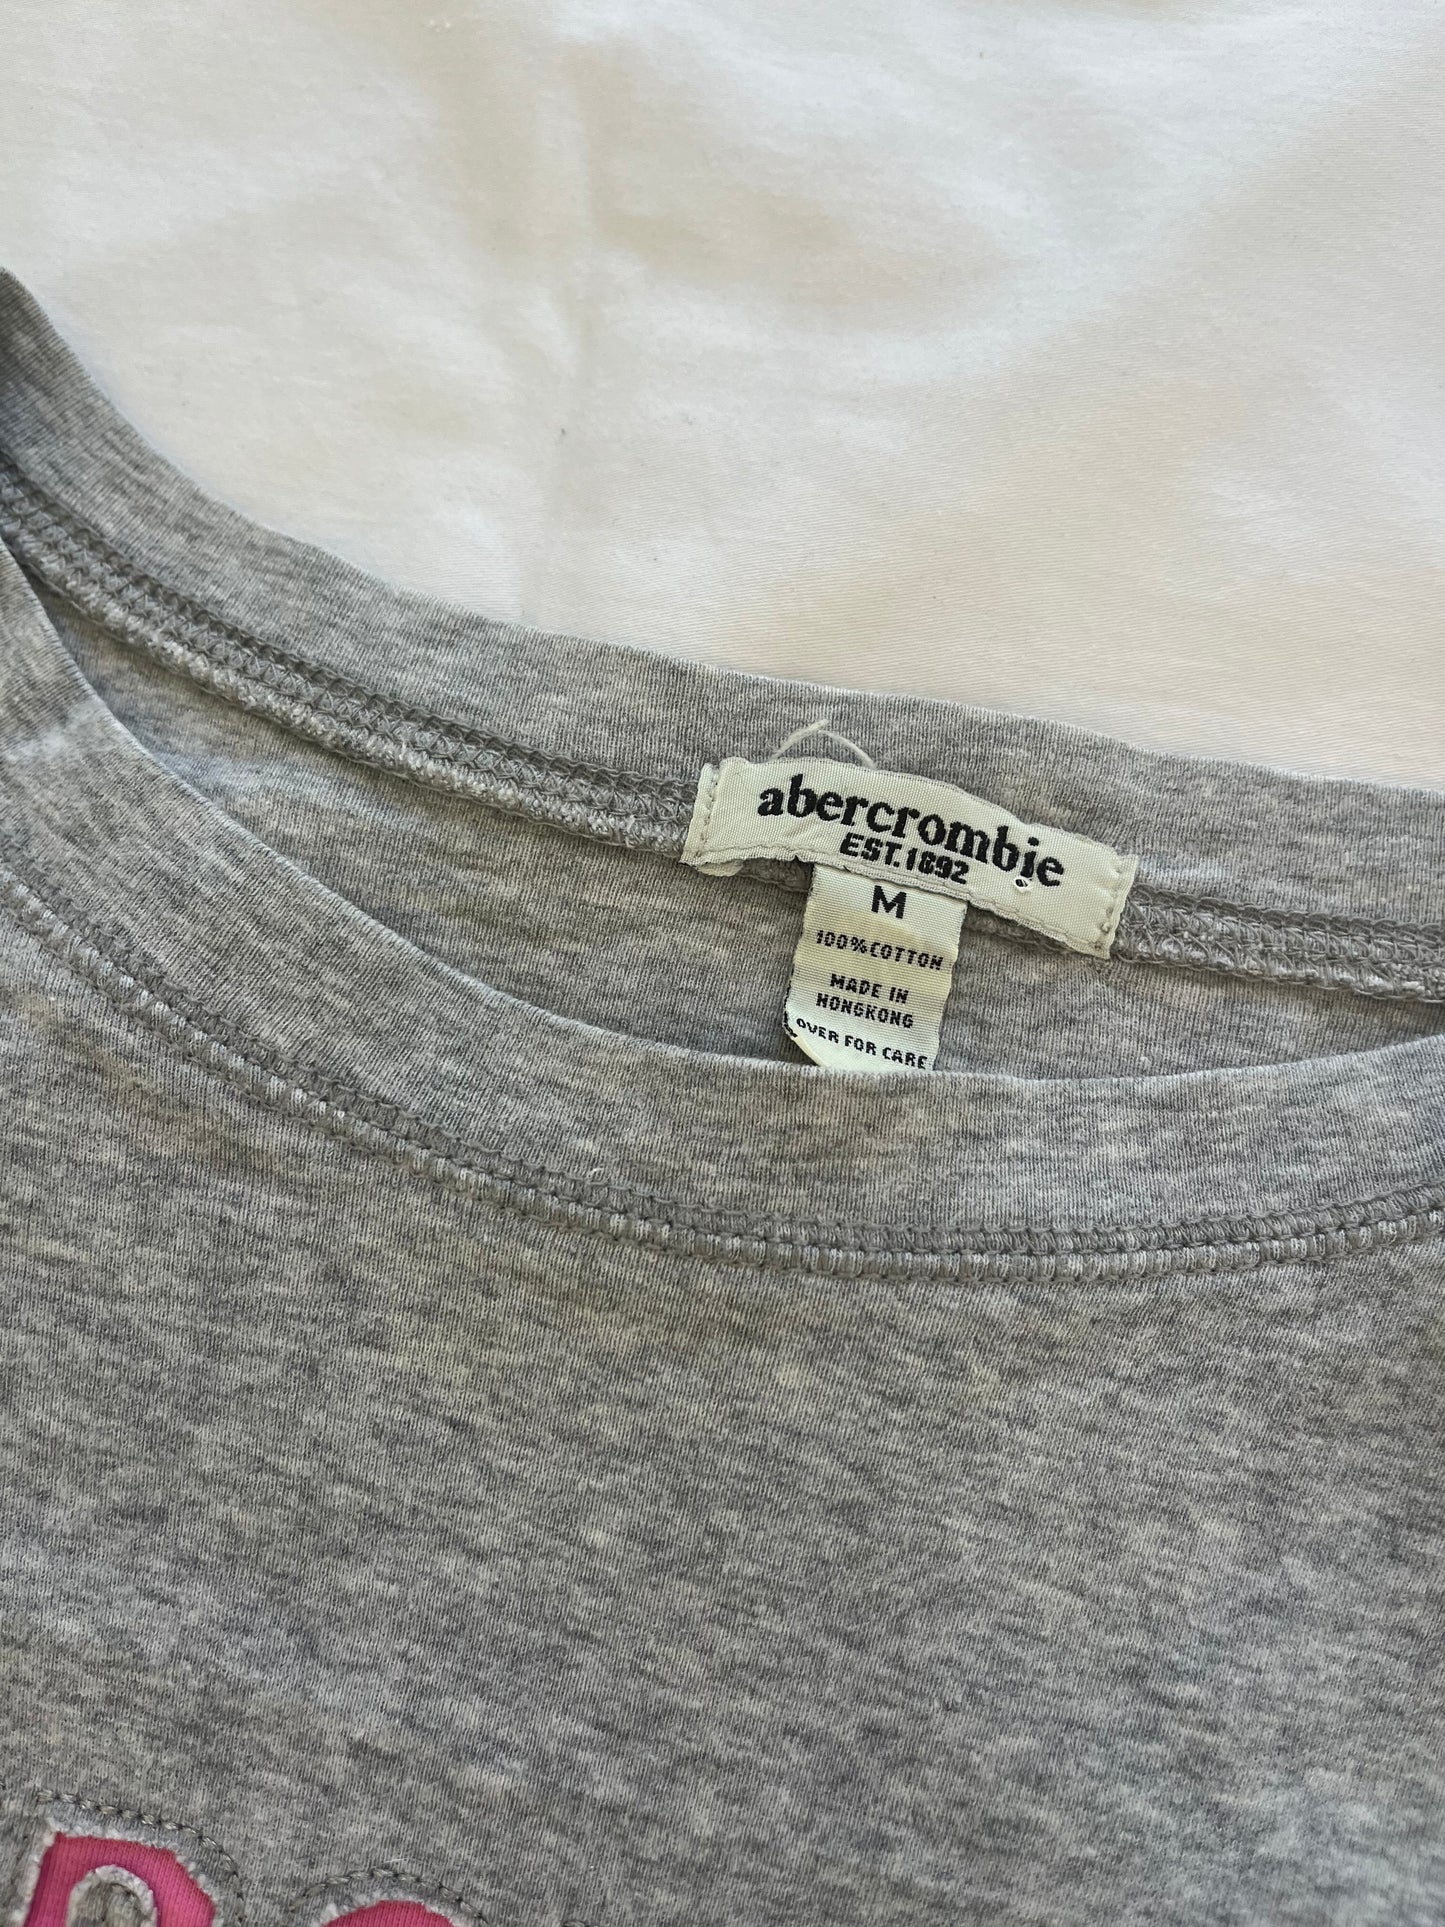 abercrombie
EST.1892
M
100%COTTON
MADE IN
HONGKONG
OVER FOR CARE